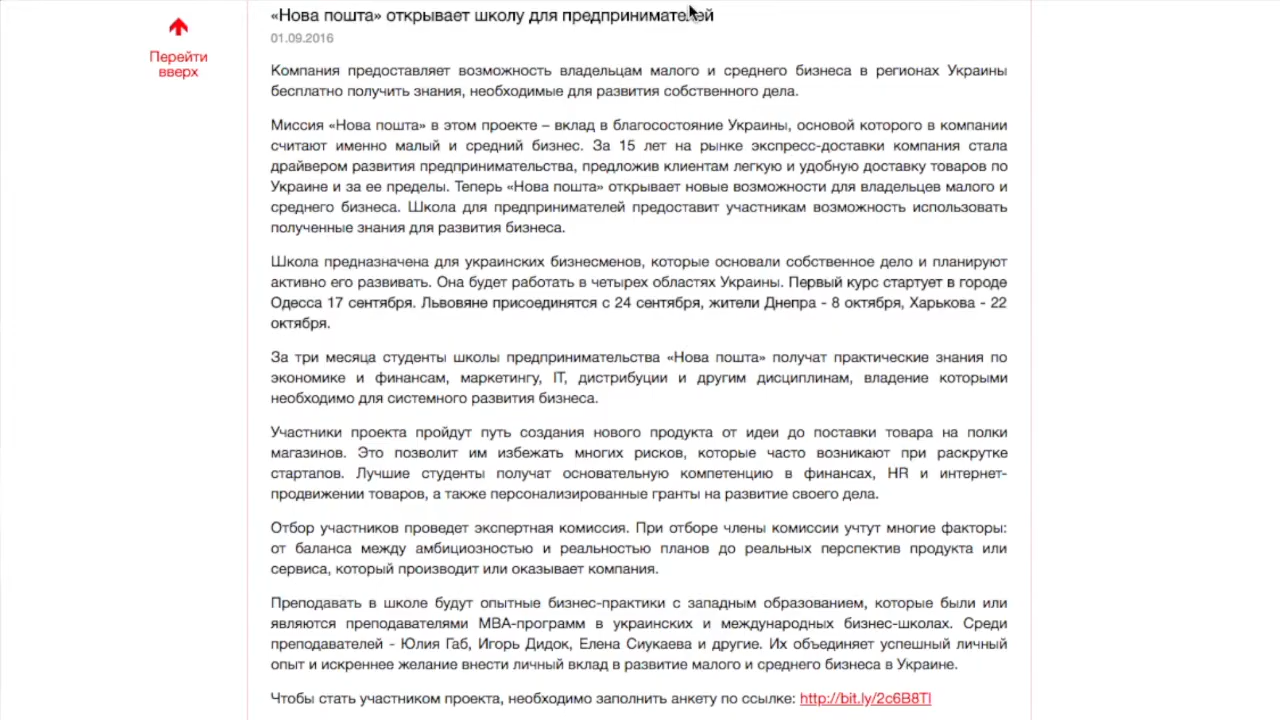 «Нова пошта» открывает школу для предпринимателей
01.09.2016
Перейти
вверх
Компания предоставляет возможность владельцам малого и среднего бизнеса в регионах Украины
бесплатно получить знания, необходимые для развития собственного дела.
Миссия «Нова пошта» в этом проекте – вклад в благосостояние Украины, основой которого в компании
считают именно малый и средний бизнес. За 15 лет на рынке экспресс-доставки компания стала
драйвером развития предпринимательства, предложив клиентам легкую и удобную доставку товаров по
Украине и за ее пределы. Теперь «Нова пошта» открывает новые возможности для владельцев малого и
среднего бизнеса. Школа для предпринимателей предоставит участникам возможность использовать
полученные знания для развития бизнеса.
Школа предназначена для украинских бизнесменов, которые основали собственное дело и планируют
активно его развивать. Она будет работать в четырех областях Украины. Первый курс стартует в городе
Одесса 17 сентября. Львовяне присоединятся с 24 сентября, жители Днепра - 8 октября, Харькова - 22
октября.
За три месяца студенты школы предпринимательства «Нова пошта» получат практические знания по
экономике и финансам, маркетингу, IT, дистрибуции и другим дисциплинам, владение которыми
необходимо для системного развития бизнеса.
Участники проекта пройдут путь создания нового продукта от идеи до поставки товара на полки
магазинов. Это позволит им избежать многих рисков, которые часто возникают при раскрутке
стартапов. Лучшие студенты получат основательную компетенцию в финансах, HR и интернет-
продвижении товаров, а также персонализированные гранты на развитие своего дела.
Отбор участников проведет экспертная комиссия. При отборе члены комиссии учтут многие факторы:
от баланса между амбициозностью и реальностью планов до реальных перспектив продукта или
сервиса, который производит или оказывает компания.
Преподавать в школе будут опытные бизнес-практики с западным образованием, которые были или
являются преподавателями МВА-программ в украинских и международных бизнес-школах. Среди
преподавателей - Юлия Габ, Игорь Дидок, Елена Сиукаева и другие. Их объединяет успешный личный
опыт и искреннее желание внести личный вклад в развитие малого и среднего бизнеса в Украине.
Чтобы стать участником проекта, необходимо заполнить анкету по ссылке: http://bit.ly/2c6B8Tl